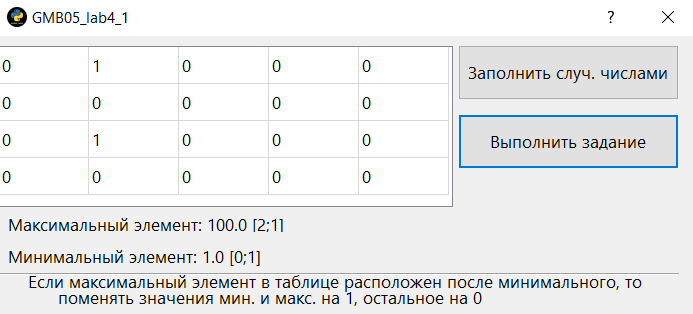 GMB05_lab4_1
0 1 0 0 0
0 0 0 0 0
0 1 0 0 0
0 0 0 0 0
Заполнить случ. числами
Выполнить задание
Максимальный элемент: 100.0 [2;1]
Минимальный элемент: 1.0 [0;1]
Если максимальный элемент в таблице расположен после минимального, то
поменять значения мин. и макс. на 1, остальное на 0